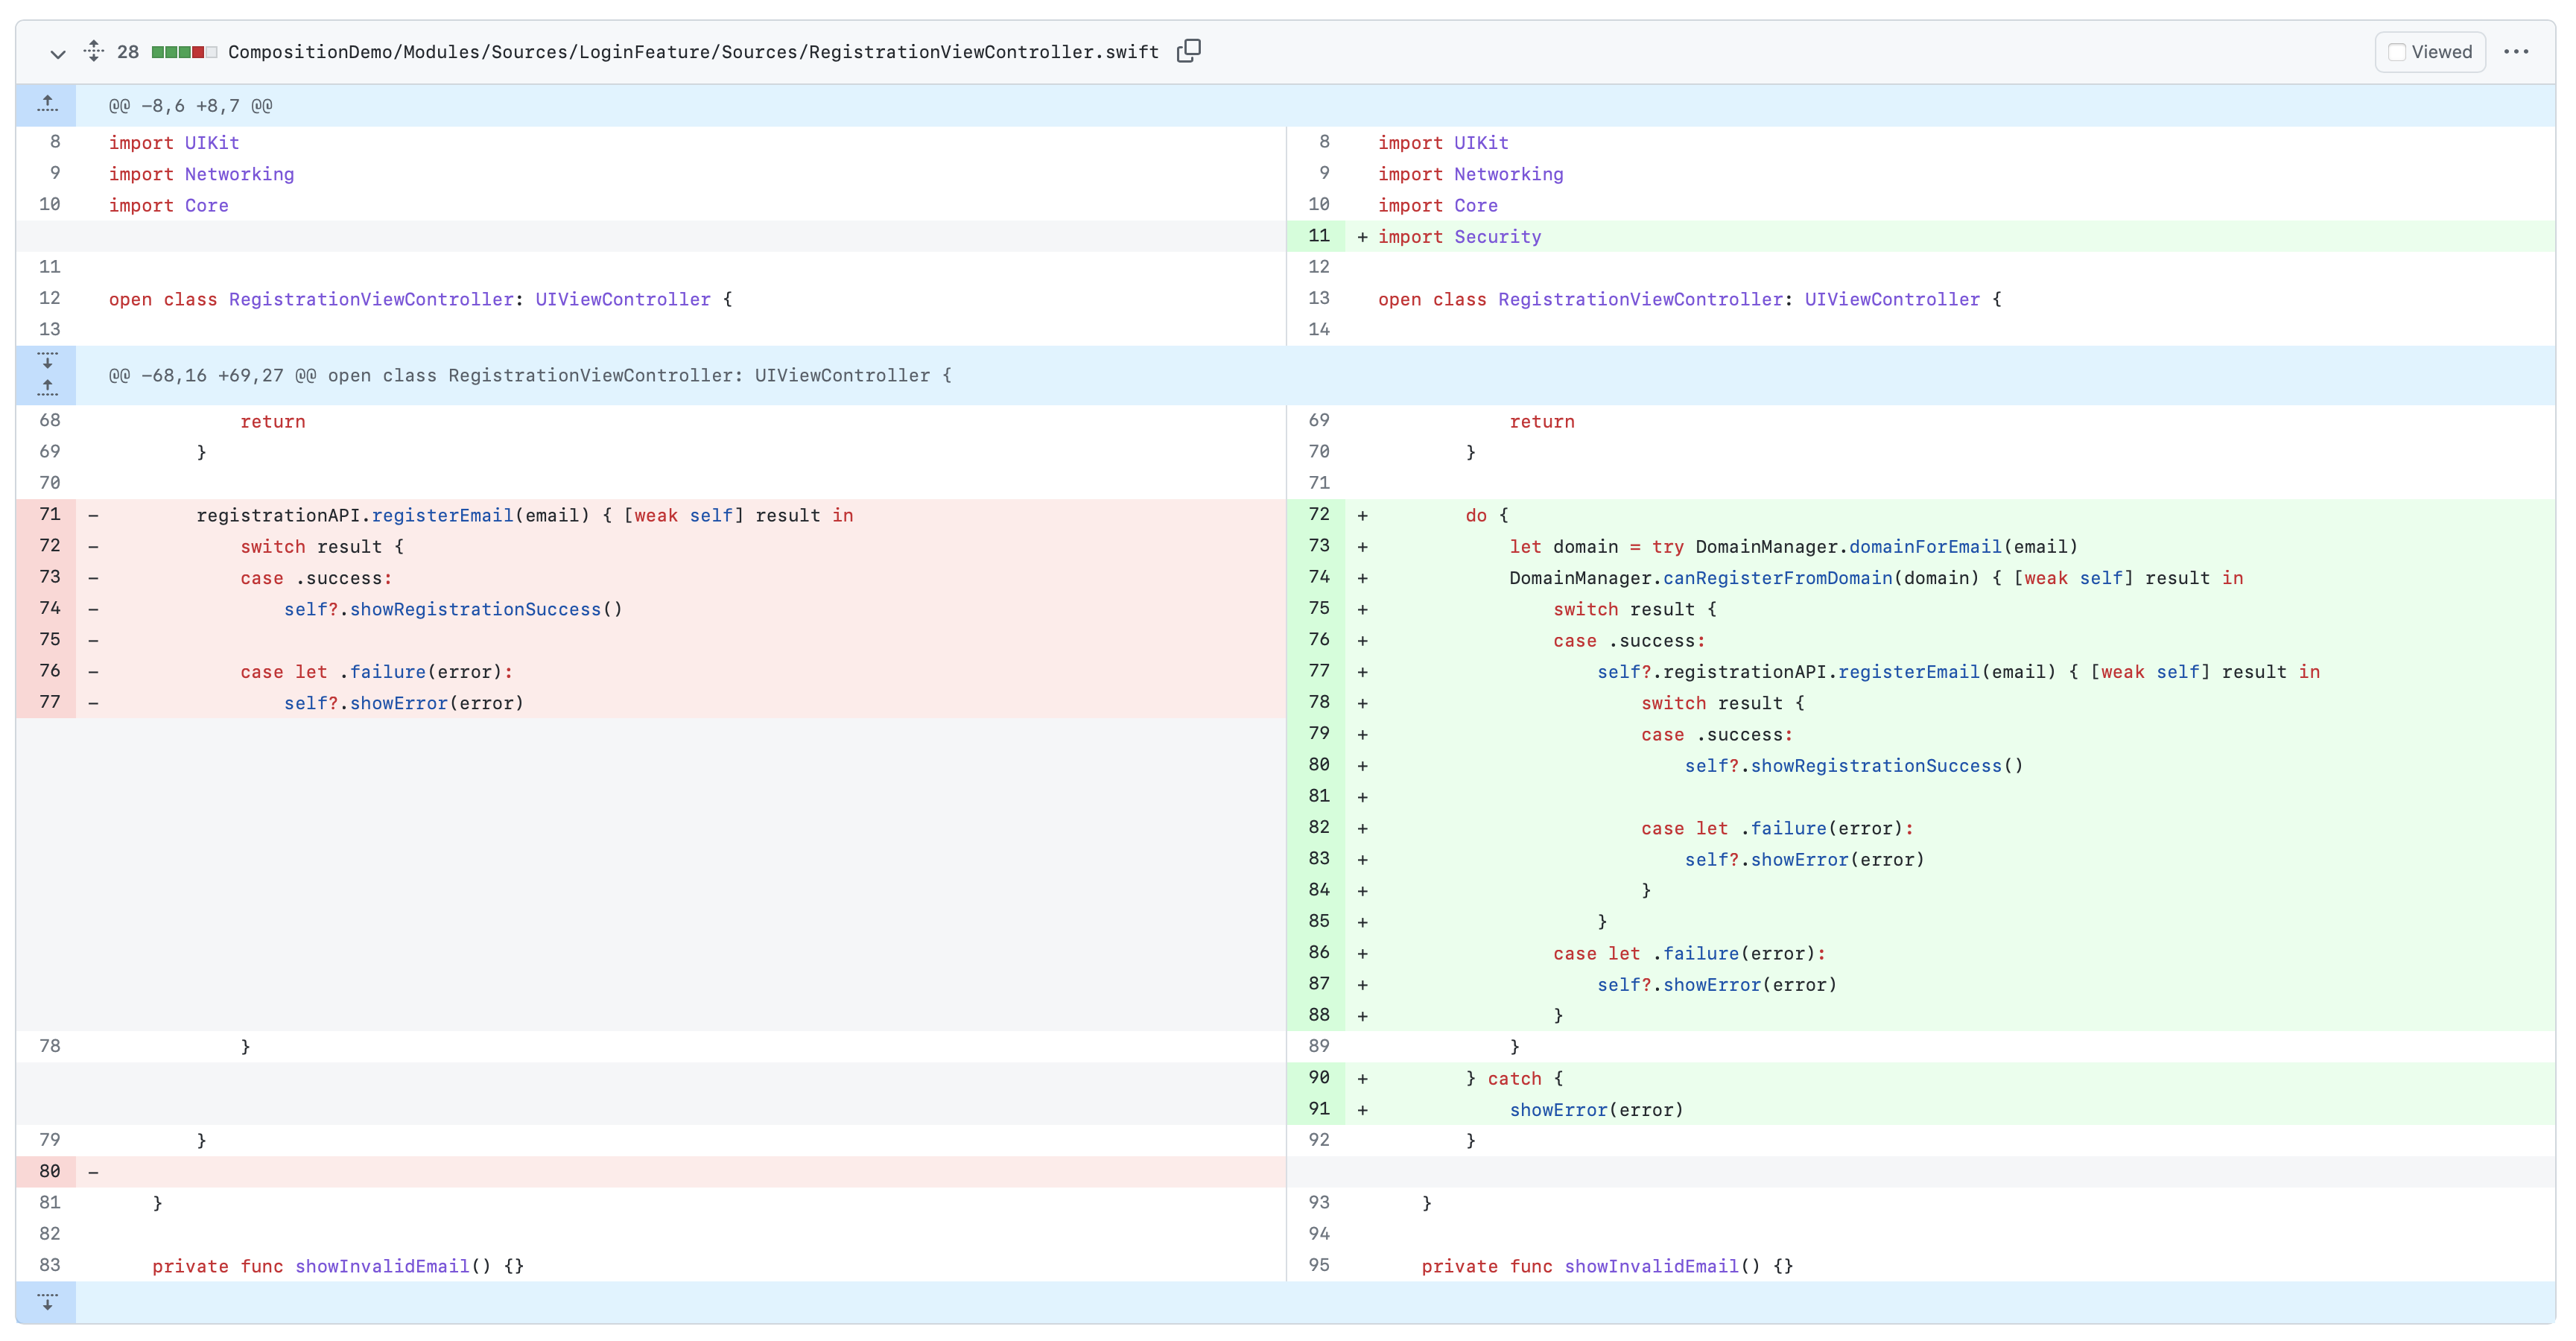 28 CompositionDemo/Modules/Sources/LoginFeature/Sources/RegistrationViewController.swift Viewed
@@ -8,6 +8,7 @@
8 import UIKit 8 import UIKit
9 import Networking 9 import Networking
10 import Core 10 import Core
11 + import Security
11 12
12 open class RegistrationViewController: UIViewController { 13 open class RegistrationViewController: UIViewController {
13 14
@@ -68,16 +69,27 @@ open class RegistrationViewController: UIViewController {
68 return 69 return
69 } 70 }
70 71
71 - registrationAPI.registerEmail(email) { [weak self] result in 72 + do {
72 - switch result { 73 + let domain = try DomainManager.domainForEmail(email)
73 - case .success: 74 + DomainManager.canRegisterFromDomain(domain) { [weak self] result in
74 - self?.showRegistrationSuccess() 75 + switch result {
75 - 76 + case .success:
76 - case let .failure(error): 77 + self?.registrationAPI.registerEmail(email) { [weak self] result in
77 - self?.showError(error) 78 + switch result {
79 + case .success:
80 + self?.showRegistrationSuccess()
81 +
82 + case let .failure(error):
83 + self?.showError(error)
84 + }
85 + }
86 + case let .failure(error):
87 + self?.showError(error)
88 + }
78 } 89 }
90 + } catch {
91 + showError(error)
79 } 92 }
80 -
81 } 93 }
82 94
83 private func showInvalidEmail() {} 95 private func showInvalidEmail() {}